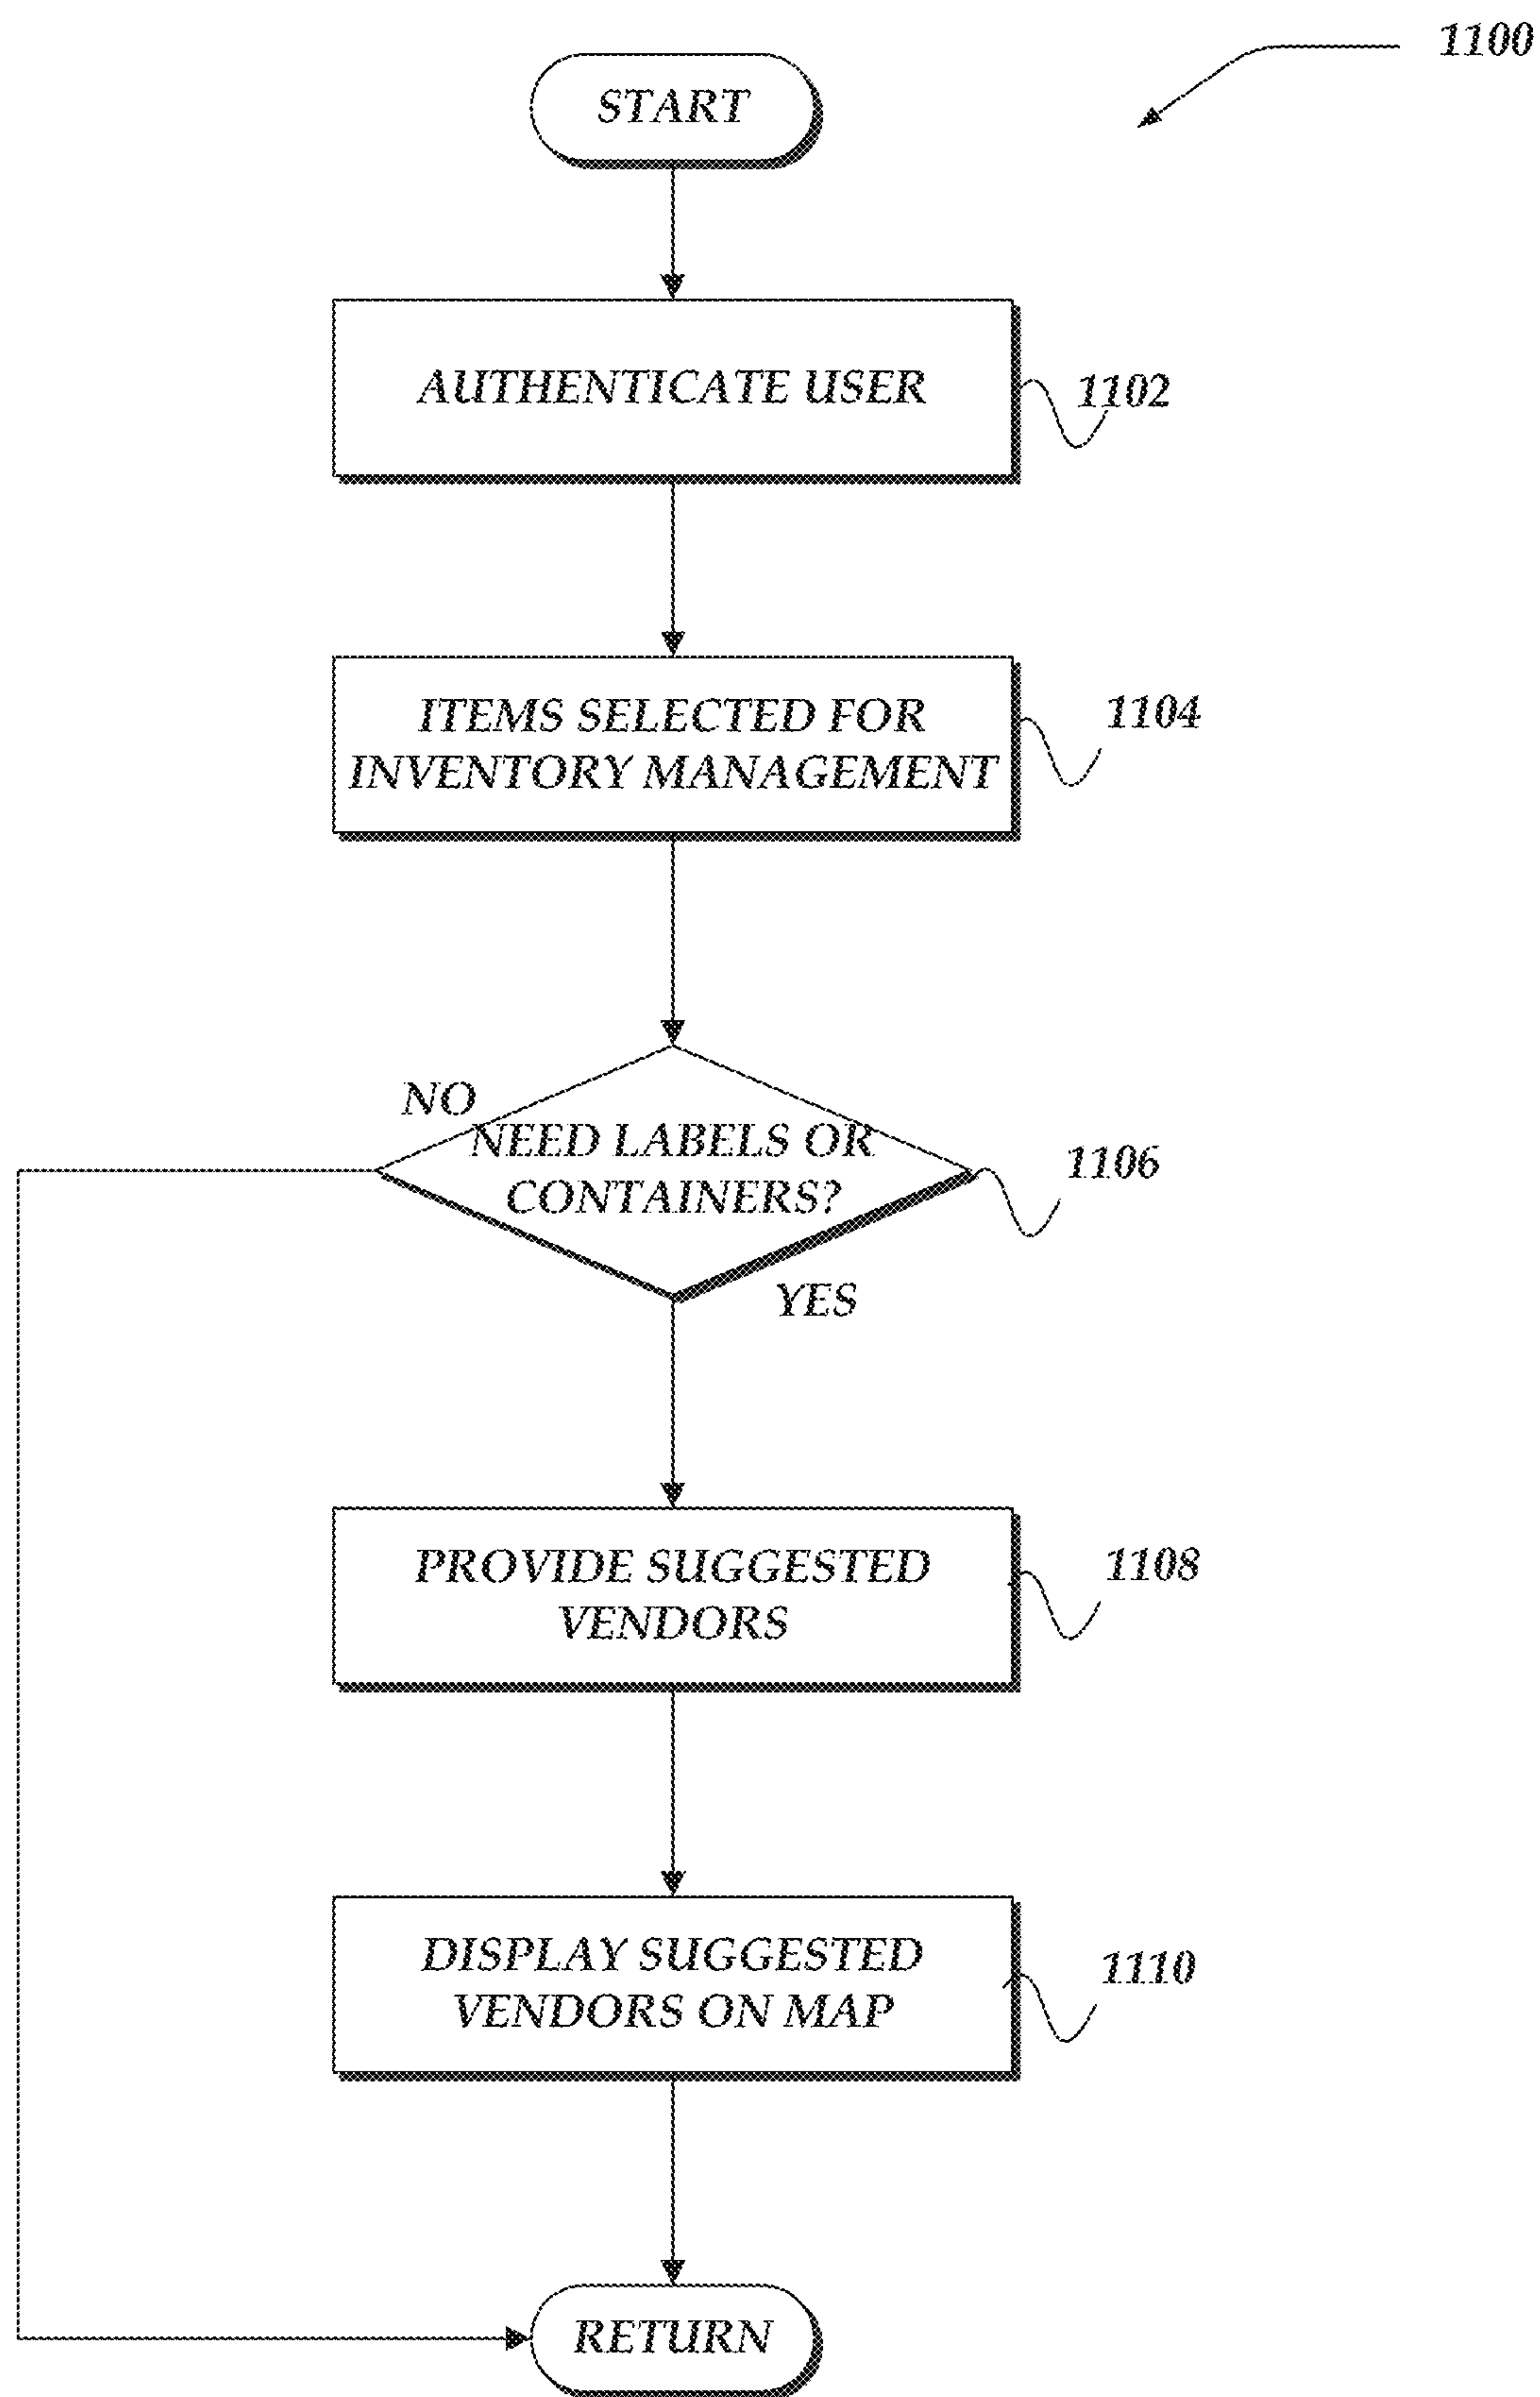 1100
START
AUTHENTICATE USER
1102
ITEMS SELECTED FOR
INVENTORY MANAGEMENT
1104
NO
NEED LABELS OR
CONTAINERS?
1106
YES
PROVIDE SUGGESTED
VENDORS
1108
DISPLAY SUGGESTED
VENDORS ON MAP
1110
RETURN